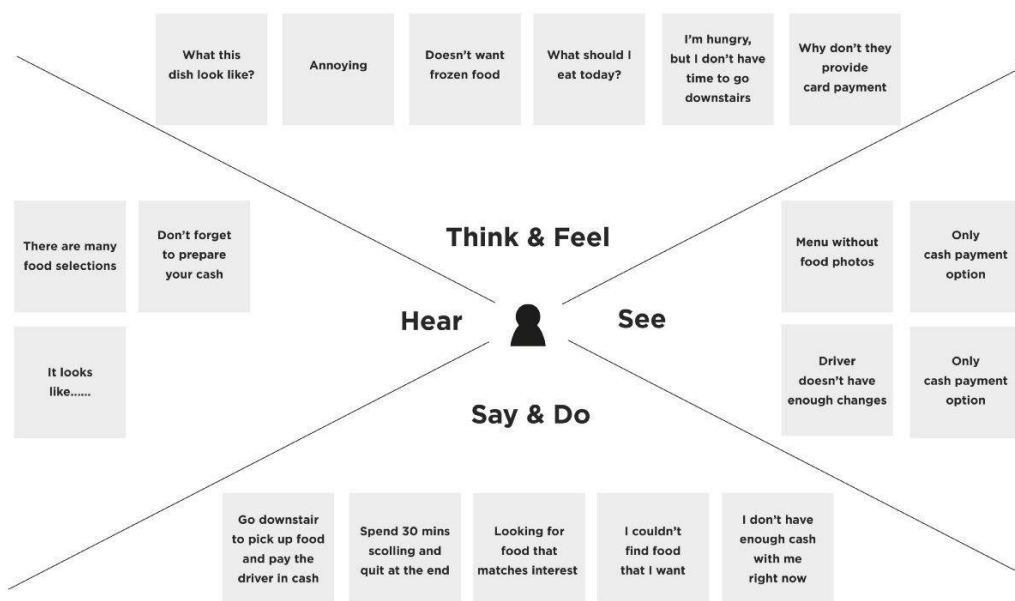 What this
dish look like?
Annoying
Doesn't want
frozen food
What should I
eat today?
I'm hungry,
but I don't have
time to go
downstairs
Why don't they
provide
card payment
Think & Feel
There are many
food selections
Don't forget
to prepare
your cash
It looks
like......
Hear
See
Menu without
food photos
Only
cash payment
option
Driver
doesn't have
enough changes
Only
cash payment
option
Say & Do
Go downstair
to pick up food
and pay the
driver in cash
Spend 30 mins
scolling and
quit at the end
Looking for
food that
matches interest
I couldn't
find food
that I want
I don't have
enough cash
with me
right now